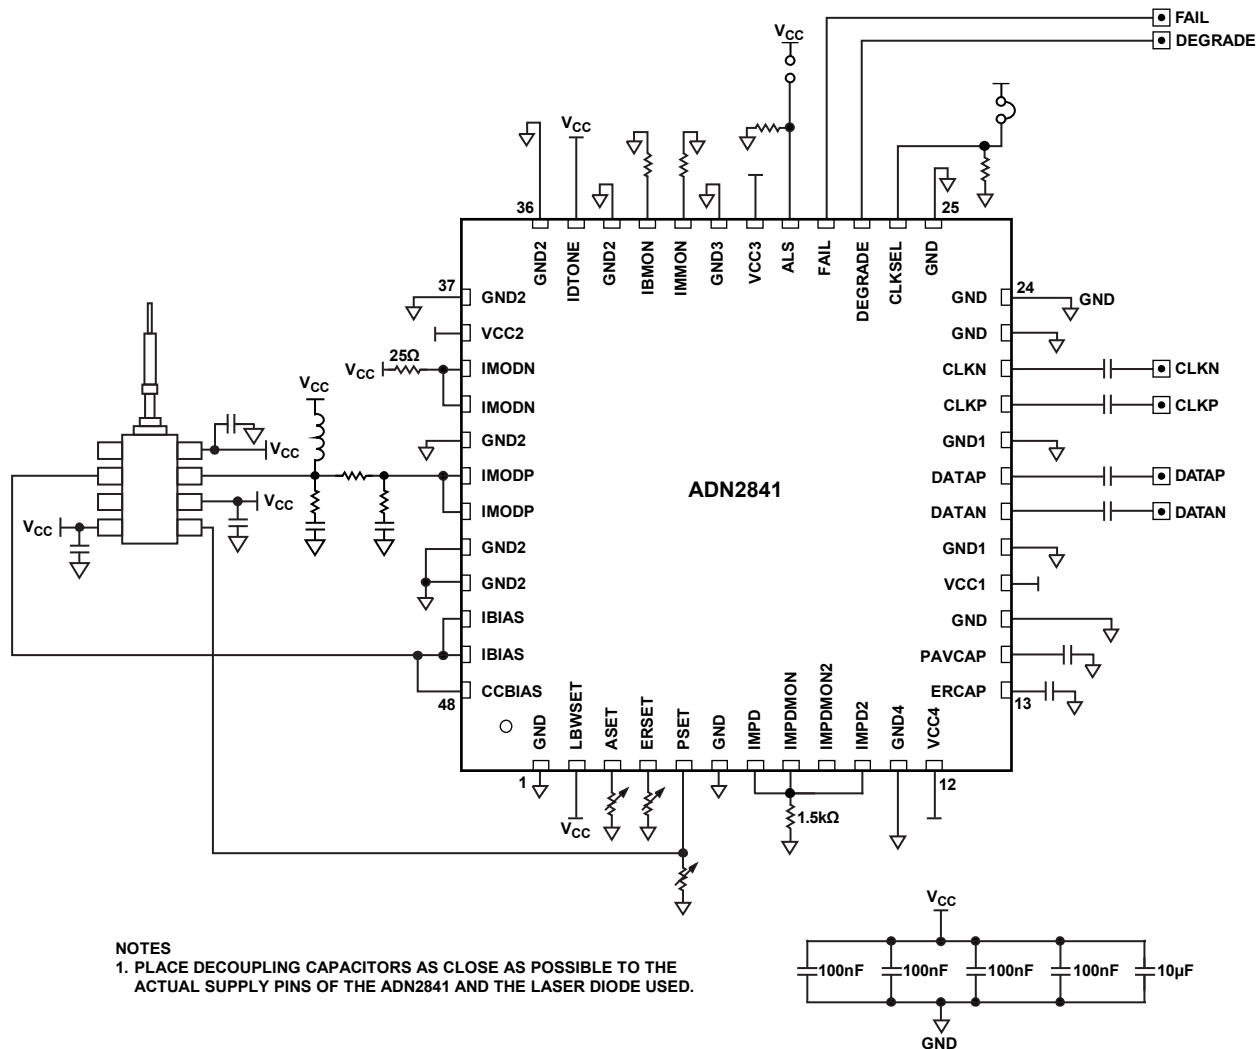 FAIL
DEGRADE
VCC
VCC
36
25
GND2
IDTONE
GND2
IBMON
IMMON
GND3
VCC3
ALS
FAIL
DEGRADE
CLKSEL
GND
37
GND2
VCC2
VCC
25Ω
IMODN
IMODN
GND2
IMODP
IMODP
GND2
GND2
IBIAS
IBIAS
CCBIAS
48
VCC
VCC
VCC
VCC
ADN2841
24
GND
GND
GND
CLKN
CLKN
CLKP
CLKP
GND1
DATAP
DATAP
DATAN
DATAN
GND1
VCC1
GND
PAVCAP
ERCAP
13
GND
LBWSET
ASET
ERSET
PSET
GND
IMPD
IMPDMON
IMPDMON2
IMPD2
GND4
VCC4
1
12
VCC
1.5kΩ
NOTES
1. PLACE DECOUPLING CAPACITORS AS CLOSE AS POSSIBLE TO THE
ACTUAL SUPPLY PINS OF THE ADN2841 AND THE LASER DIODE USED.
VCC
100nF
100nF
100nF
100nF
10µF
GND